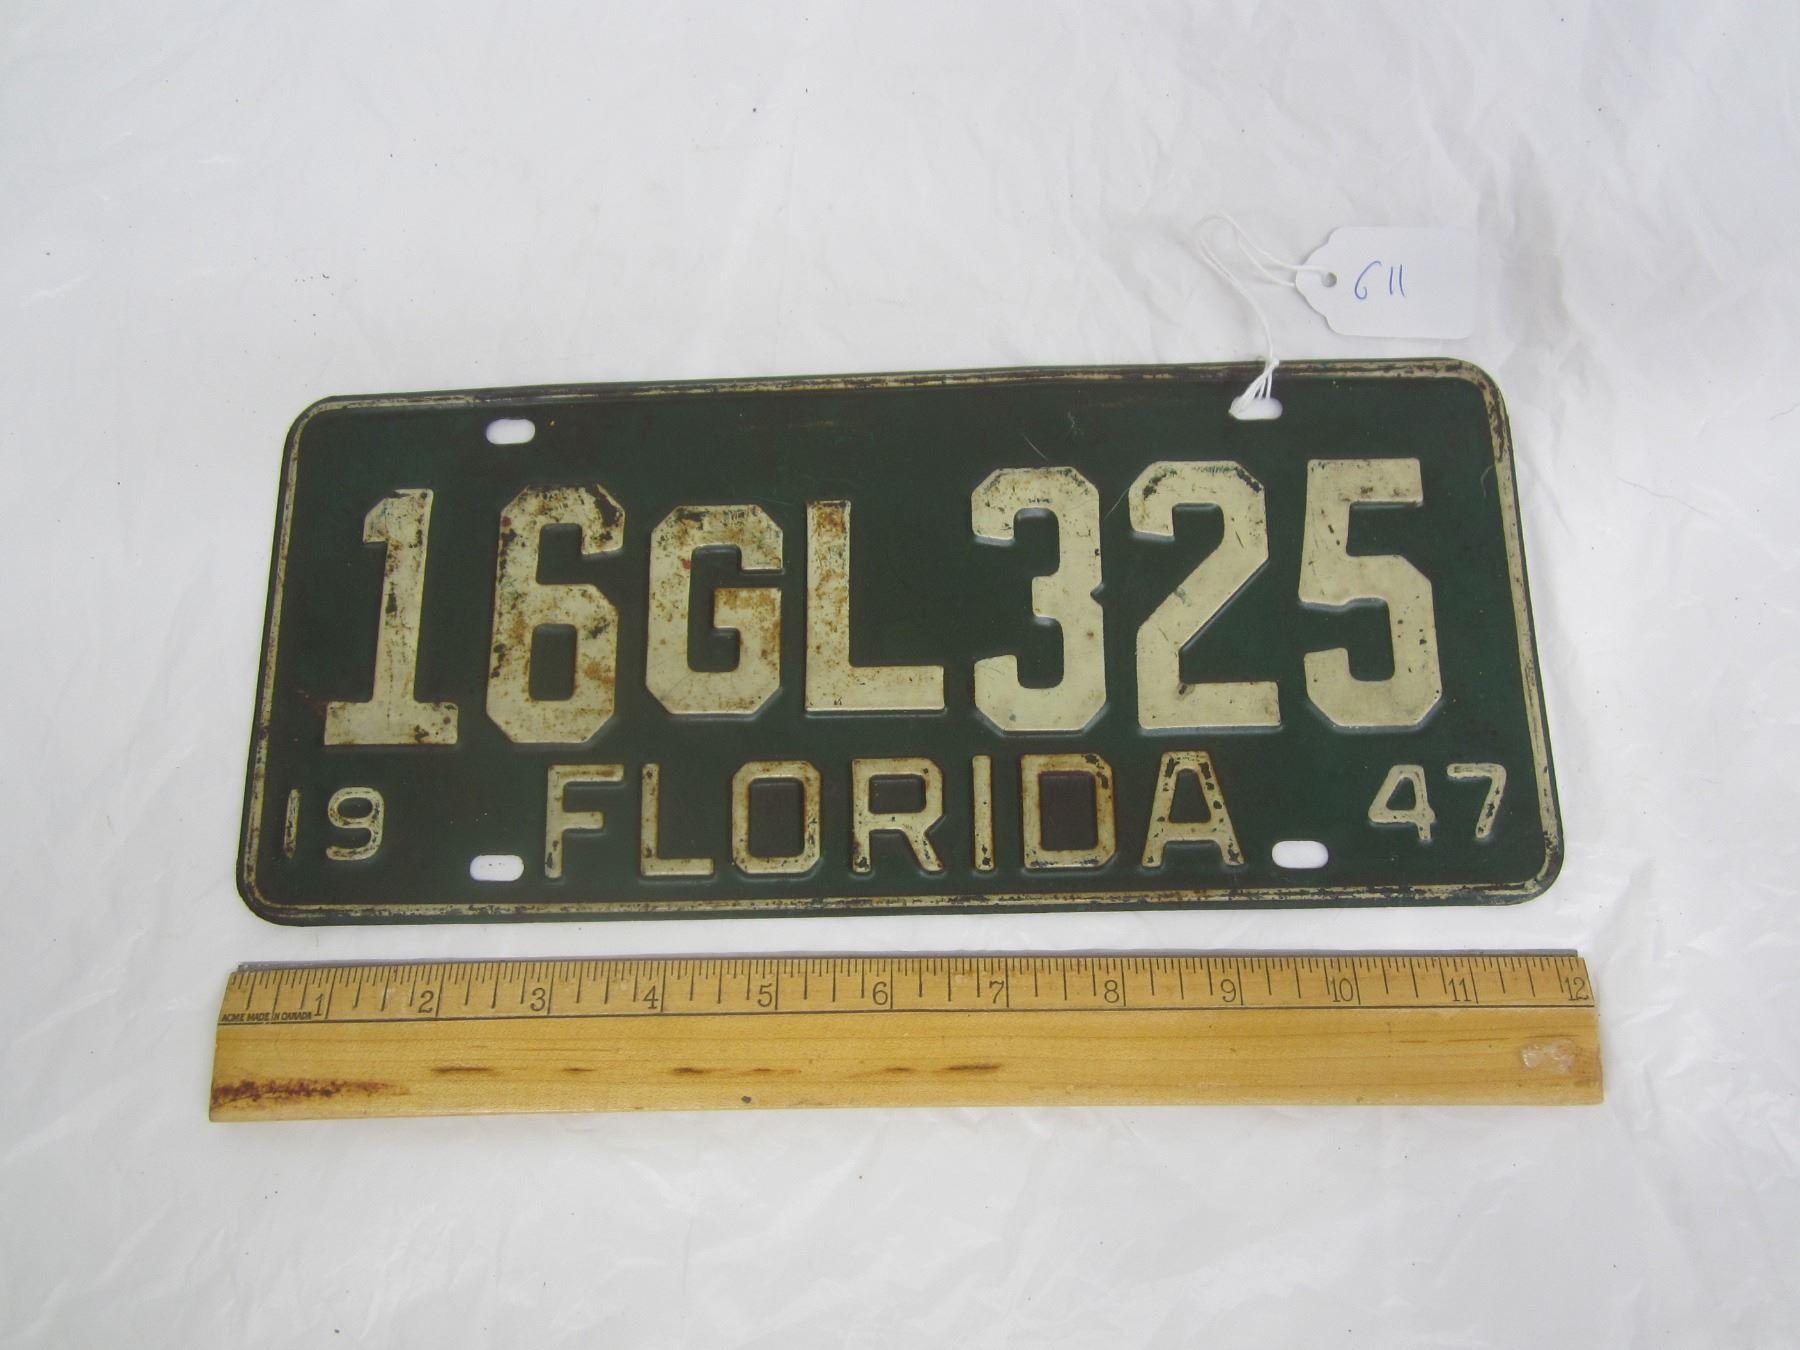 611
16GL325
19 FLORIDA 47
1 2 3 4 5 6 7 8 9 10 11 12
ACME MADE IN CANADA